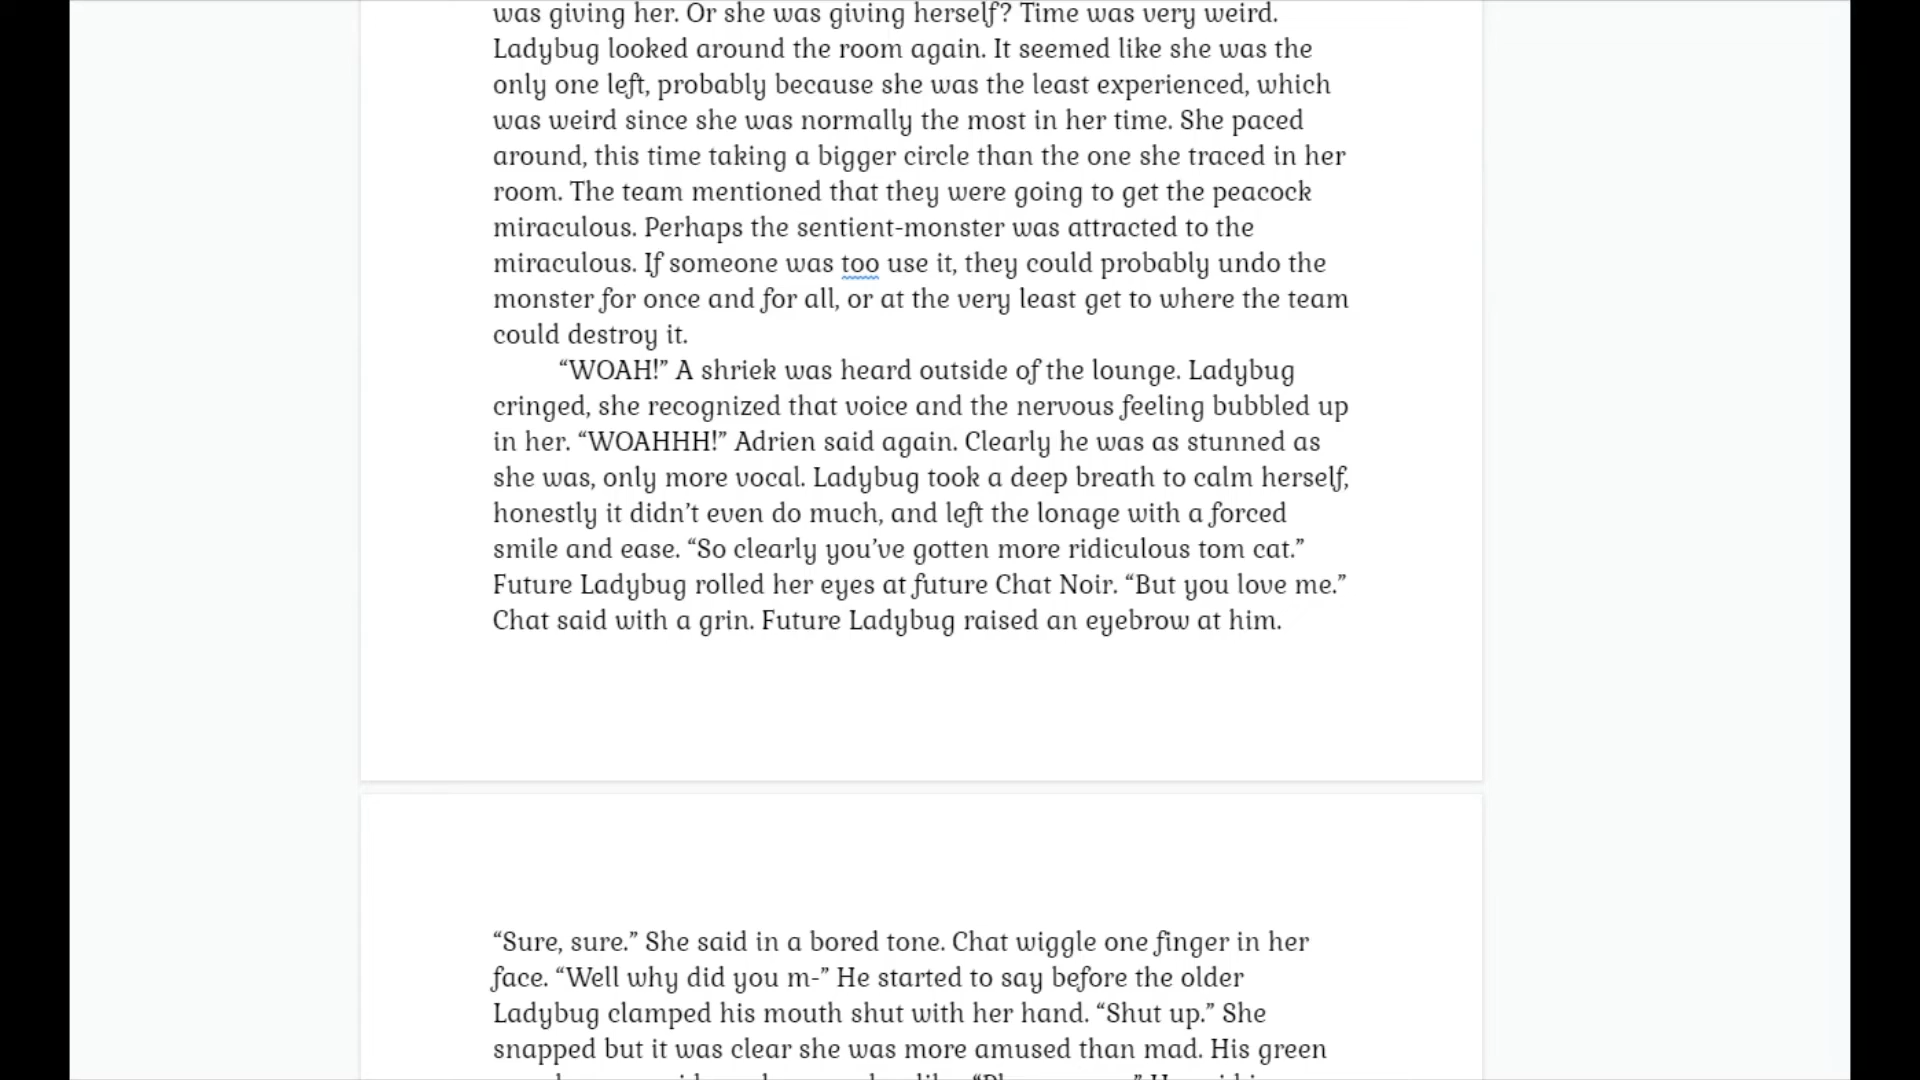 was giving her. Or she was giving herself? Time was very weird.
Ladybug looked around the room again. It seemed like she was the
only one left, probably because she was the least experienced, which
was weird since she was normally the most in her time. She paced
around, this time taking a bigger circle than the one she traced in her
room. The team mentioned that they were going to get the peacock
miraculous. Perhaps the sentient-monster was attracted to the
miraculous. If someone was too use it, they could probably undo the
monster for once and for all, or at the very least get to where the team
could destroy it.
“WOAH!” A shriek was heard outside of the lounge. Ladybug
cringed, she recognized that voice and the nervous feeling bubbled up
in her. “WOAHHH!” Adrien said again. Clearly he was as stunned as
she was, only more vocal. Ladybug took a deep breath to calm herself,
honestly it didn’t even do much, and left the lonage with a forced
smile and ease. “So clearly you’ve gotten more ridiculous tom cat.”
Future Ladybug rolled her eyes at future Chat Noir. “But you love me.”
Chat said with a grin. Future Ladybug raised an eyebrow at him.
“Sure, sure.” She said in a bored tone. Chat wiggle one finger in her
face. “Well why did you m-” He started to say before the older
Ladybug clamped his mouth shut with her hand. “Shut up.” She
snapped but it was clear she was more amused than mad. His green